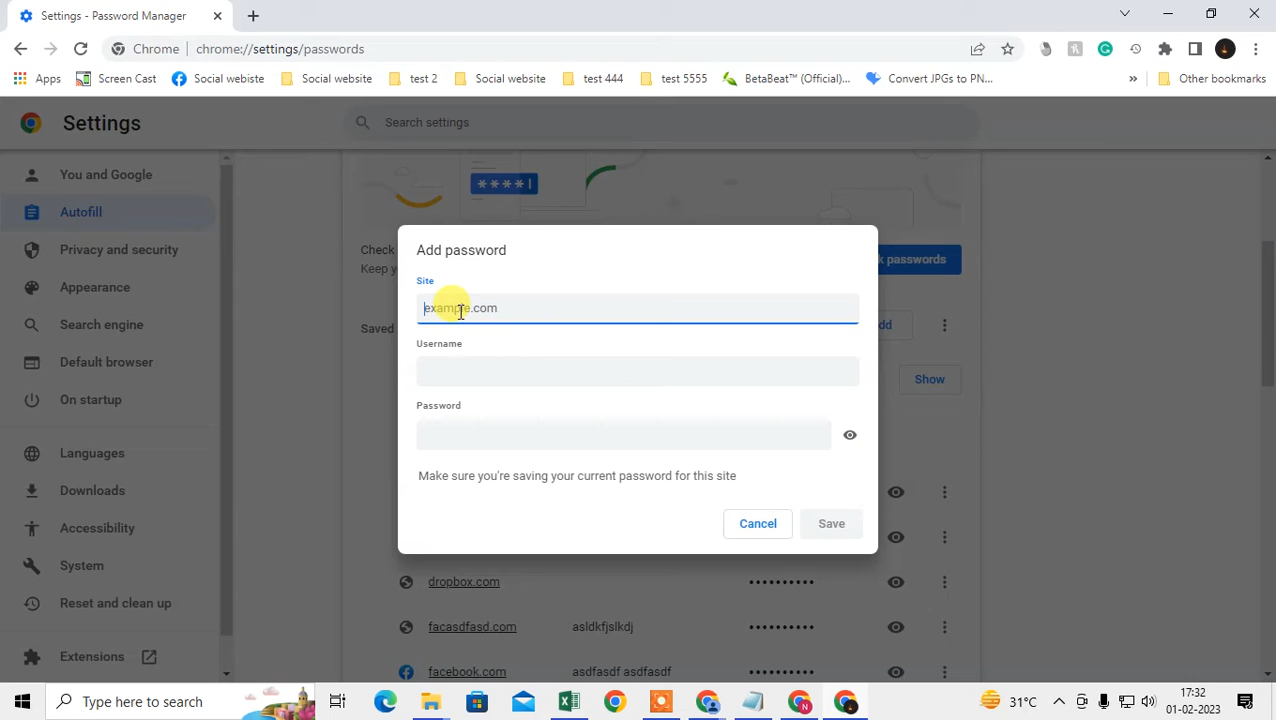 Settings - Password Manager
Chrome | chrome://settings/passwords
Apps
Screen Cast
Social webiste
Social website
test 2
Social website
test 444
test 5555
BetaBeat™ (Official)...
Convert JPGs to PN...
»
Other bookmarks
Settings
Search settings
You and Google
Autofill
Privacy and security
Appearance
Search engine
Default browser
On startup
Languages
Downloads
Accessibility
System
Reset and clean up
Extensions
****|
Check
Keep
k passwords
Saved
dd
Show
Add password
Site
example.com
Username
Password
Make sure you're saving your current password for this site
Cancel
Save
dropbox.com ••••••••••
facasdfasd.com asldkfjslkdj ••••••••••
facebook.com asdfasdf asdfasdf ••••••••••
Type here to search
31°C
17:32
01-02-2023